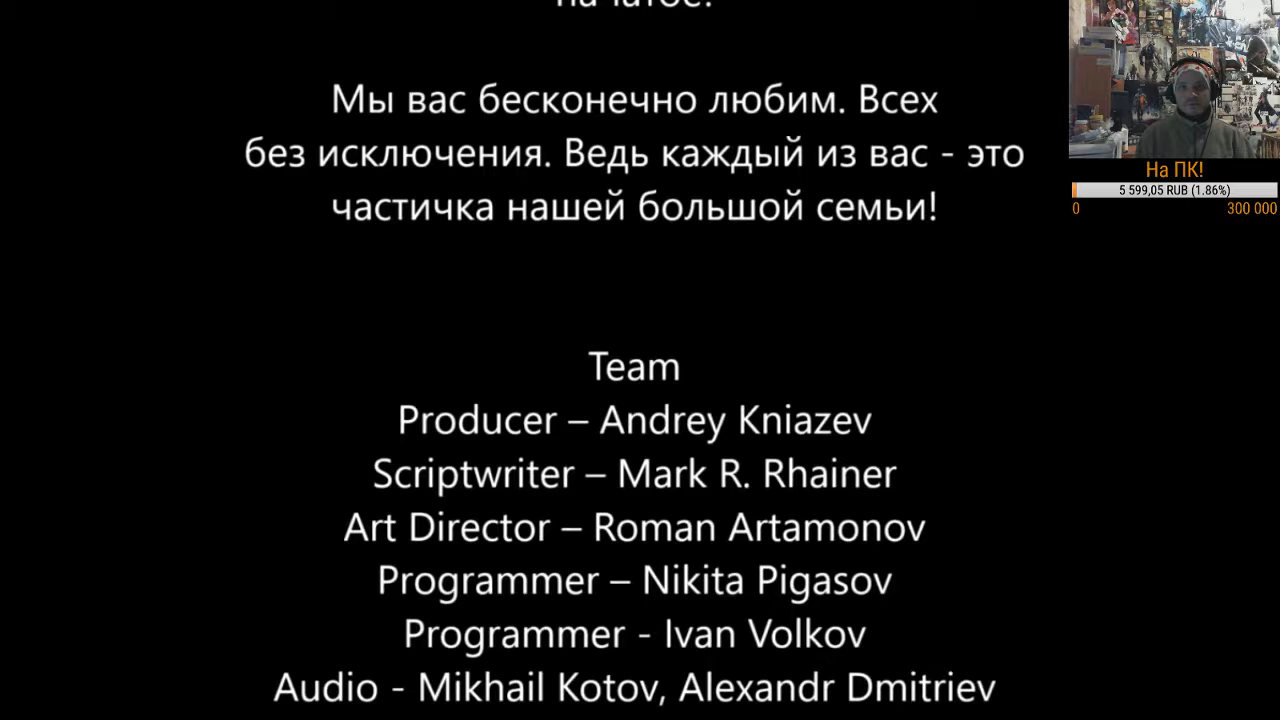 Мы вас бесконечно любим. Всех
без исключения. Ведь каждый из вас - это
частичка нашей большой семьи!
Team
Producer – Andrey Kniazev
Scriptwriter – Mark R. Rhainer
Art Director – Roman Artamonov
Programmer – Nikita Pigasov
Programmer - Ivan Volkov
Audio - Mikhail Kotov, Alexandr Dmitriev
На ПК!
5 599,05 RUB (1.86%)
0 300 000